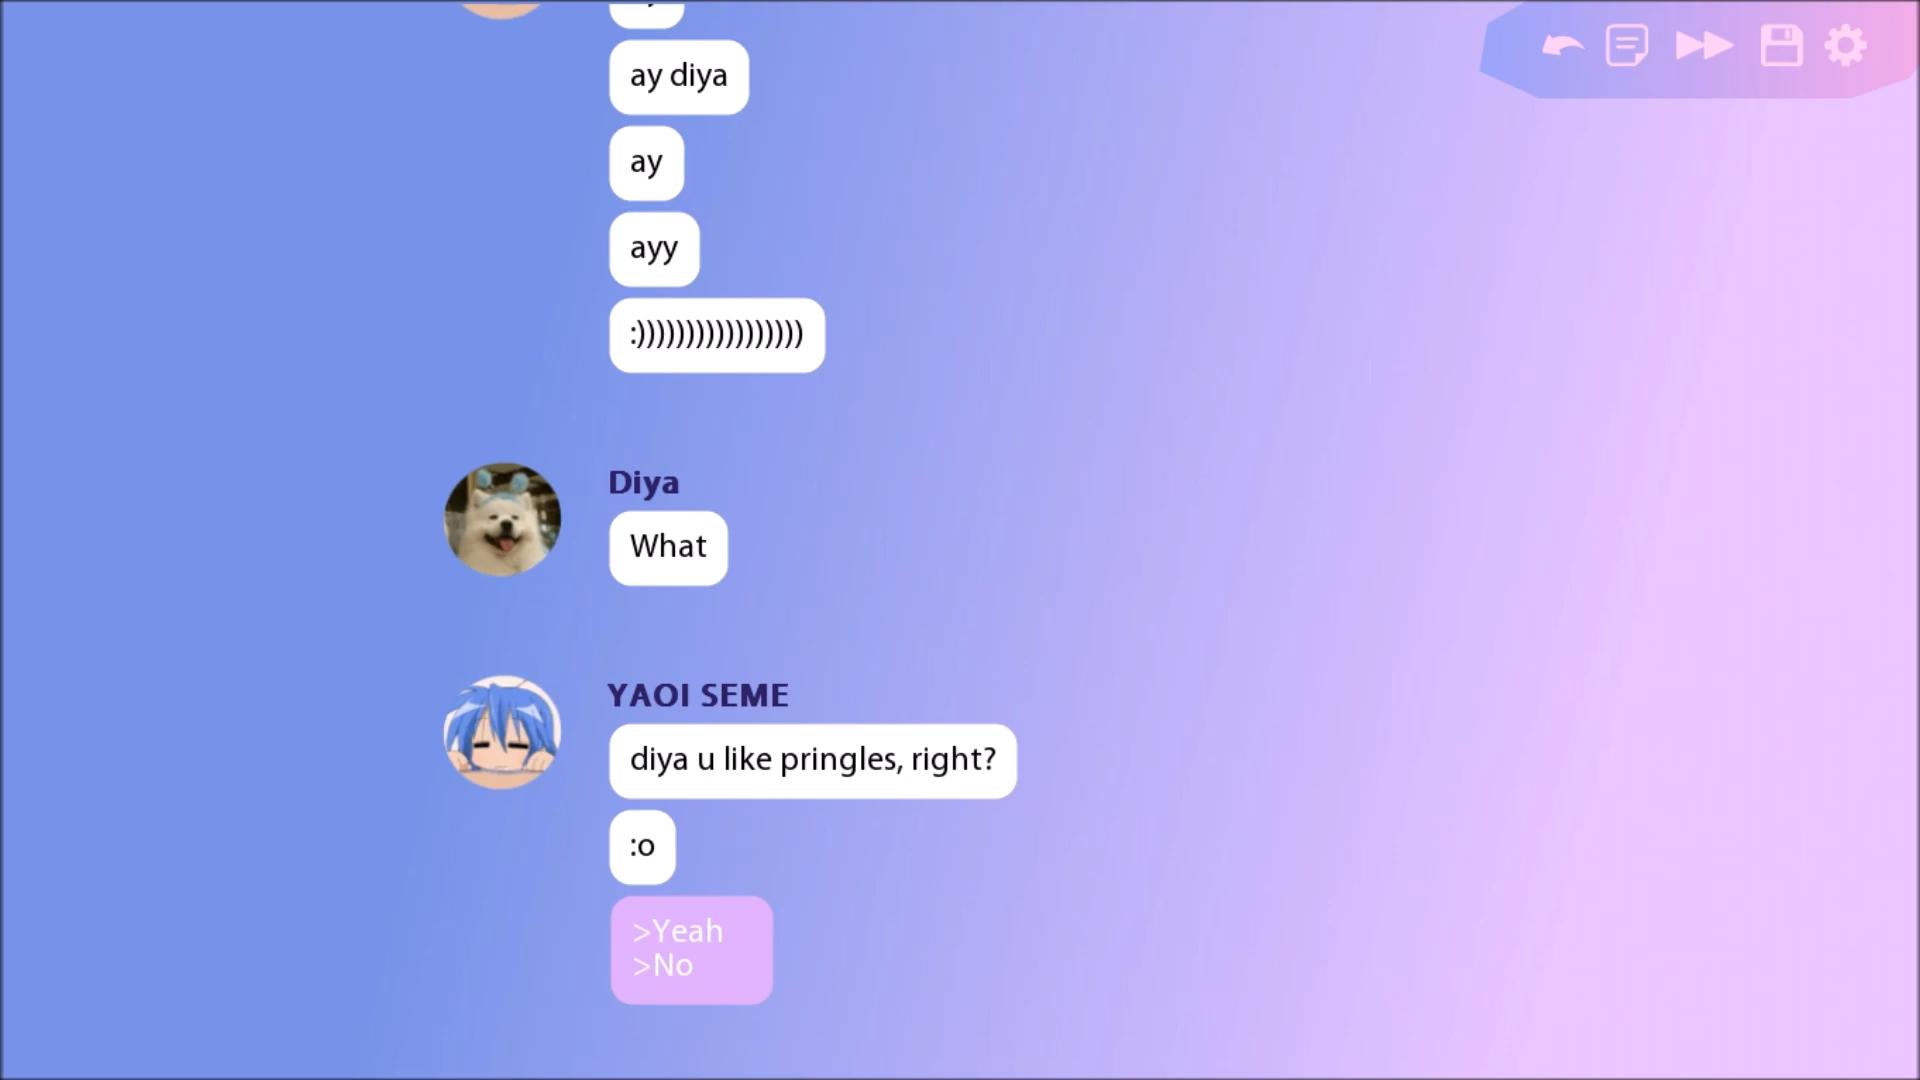 ay diya
ay
ayy
:)))))))))))))))))
Diya
What
YAOI SEME
diya u like pringles, right?
:o
>Yeah
>No